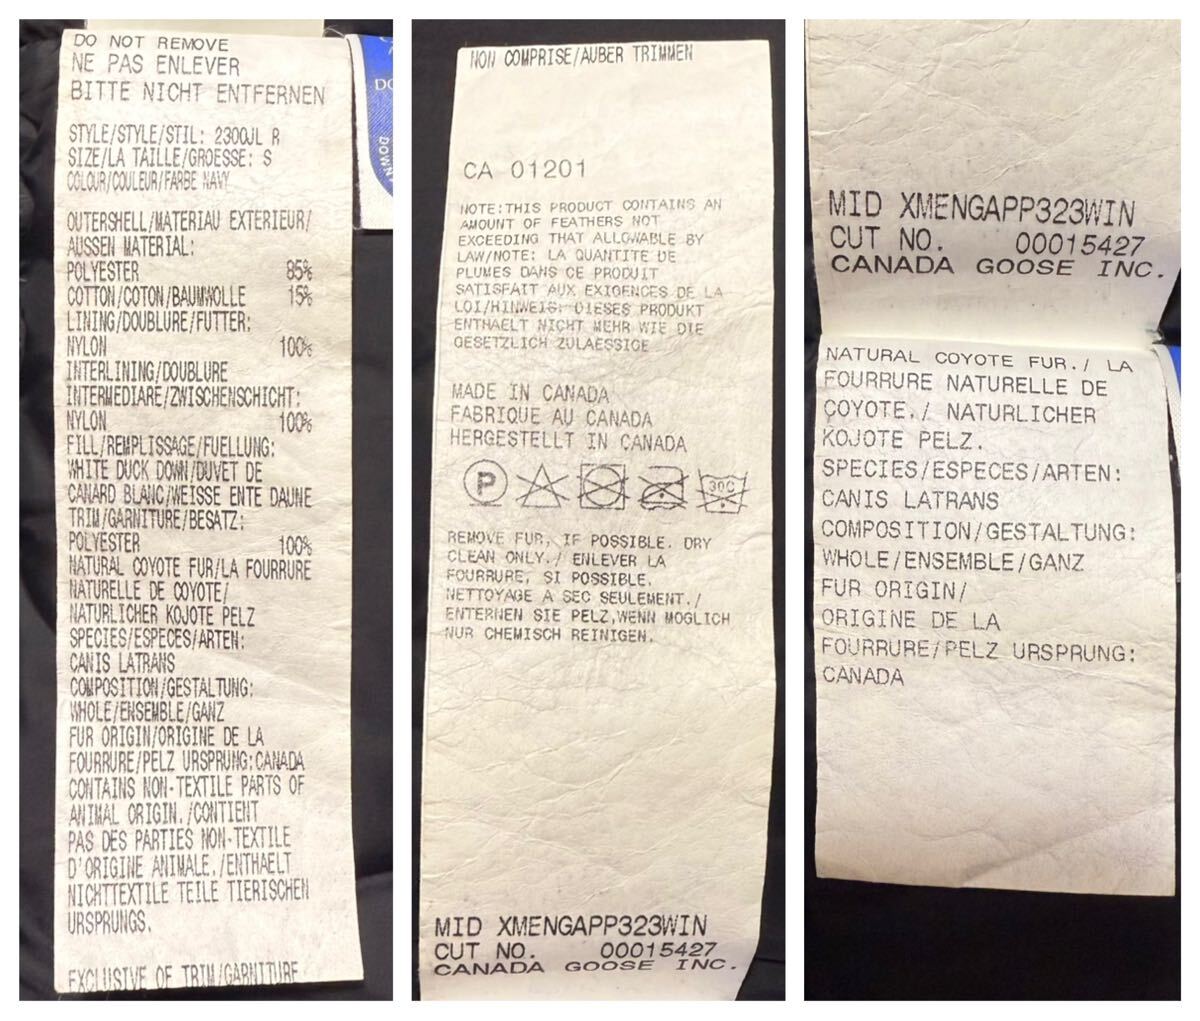 DO NOT REMOVE
NE PAS ENLEVER
BITTE NICHT ENTFERNEN
STYLE/STYLE/STIL: 2300JL R
SIZE/LA TAILLE/GROESSE: S
COLOUR/COULEUR/FARBE NAVY
OUTERSHELL/MATERIAU EXTERIEUR/
AUSSEN MATERIAL:
POLYESTER 85%
COTTON/COTON/BAUMWOLLE 15%
LINING/DOUBLURE/FUTTER:
NYLON 100%
INTERLINING/DOUBLURE
INTERMEDIARE/ZWISCHENSCHICHT:
NYLON 100%
FILL/REMPLISSAGE/FUELLUNG:
WHITE DUCK DOWN/DUVET DE
CANARD BLANC/WEISSE ENTE DAUNE
TRIM/GARNITURE/BESATZ:
POLYESTER 100%
NATURAL COYOTE FUR/LA FOURRURE
NATURELLE DE COYOTE/
NATURLICHER KOJOTE PELZ
SPECIES/ESPECES/ARTEN:
CANIS LATRANS
COMPOSITION/GESTALTUNG:
WHOLE/ENSEMBLE/GANZ
FUR ORIGIN/ORIGINE DE LA
FOURRURE/PELZ URSPRUNG:CANADA
CONTAINS NON-TEXTILE PARTS OF
ANIMAL ORIGIN./CONTIENT
PAS DES PARTIES NON-TEXTILE
D'ORIGINE ANIMALE./ENTHAELT
NICHTTEXTILE TEILE TIERISCHEN
URSPRUNGS.
EXCLUSIVE OF TRIM/GARNITURE
DOWN
NON COMPRISE/AUBER TRIMMEN
CA 01201
NOTE:THIS PRODUCT CONTAINS AN
AMOUNT OF FEATHERS NOT
EXCEEDING THAT ALLOWABLE BY
LAW/NOTE: LA QUANTITE DE
PLUMES DANS CE PRODUIT
SATISFAIT AUX EXIGENCES DE LA
LOI/HINWEIS: DIESES PRODUKT
ENTHAELT NICHT MEHR WIE DIE
GESETZLICH ZULAESSIGE
MADE IN CANADA
FABRIQUE AU CANADA
HERGESTELLT IN CANADA
P 30C
REMOVE FUR, IF POSSIBLE. DRY
CLEAN ONLY./ ENLEVER LA
FOURRURE, SI POSSIBLE.
NETTOYAGE A SEC SEULEMENT./
ENTERNEN SIE PELZ,WENN MOGLICH
NUR CHEMISCH REINIGEN.
MID XMENGAPP323WIN
CUT NO. 00015427
CANADA GOOSE INC.
MID XMENGAPP323WIN
CUT NO. 00015427
CANADA GOOSE INC.
NATURAL COYOTE FUR./ LA
FOURRURE NATURELLE DE
COYOTE./ NATURLICHER
KOJOTE PELZ.
SPECIES/ESPECES/ARTEN:
CANIS LATRANS
COMPOSITION/GESTALTUNG:
WHOLE/ENSEMBLE/GANZ
FUR ORIGIN/
ORIGINE DE LA
FOURRURE/PELZ URSPRUNG:
CANADA